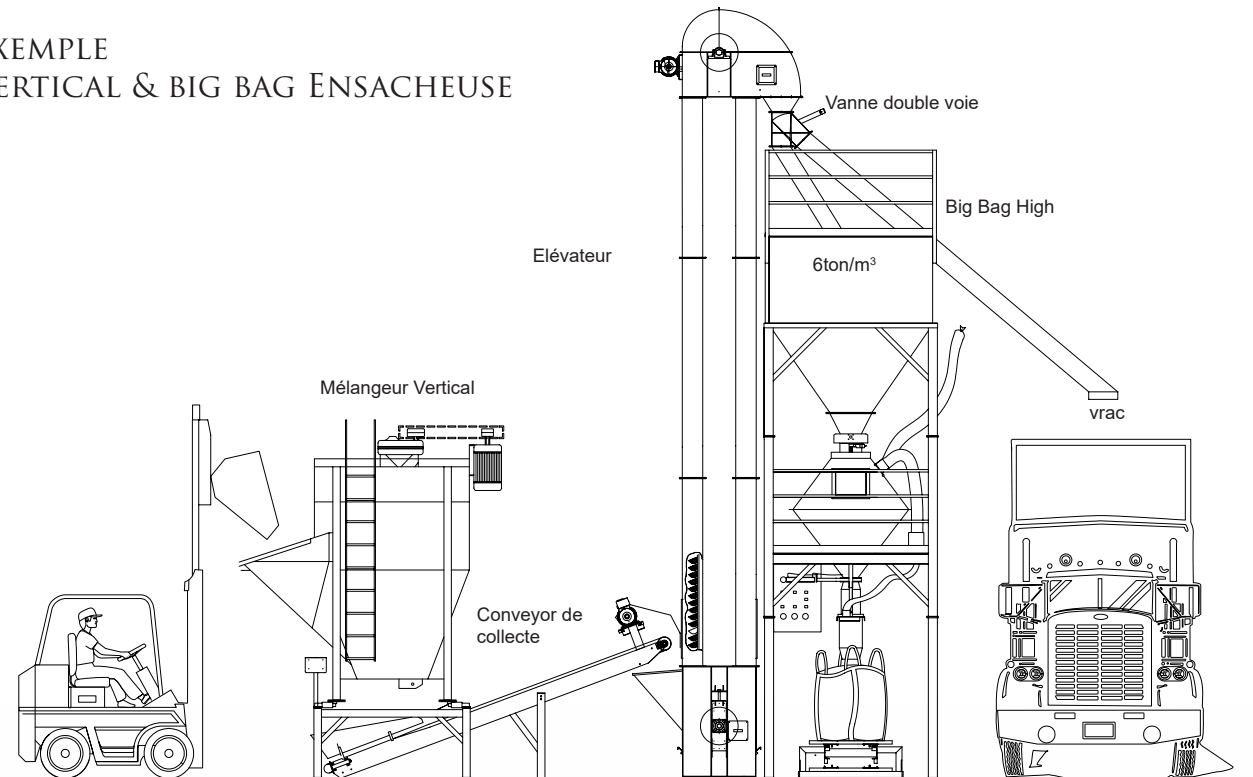 XEMPLE
ERTICAL & BIG BAG ENSACHEUSE
Vanne double voie
Big Bag High
Elévateur
6ton/m³
Mélangeur Vertical
vrac
Conveyor de
collecte